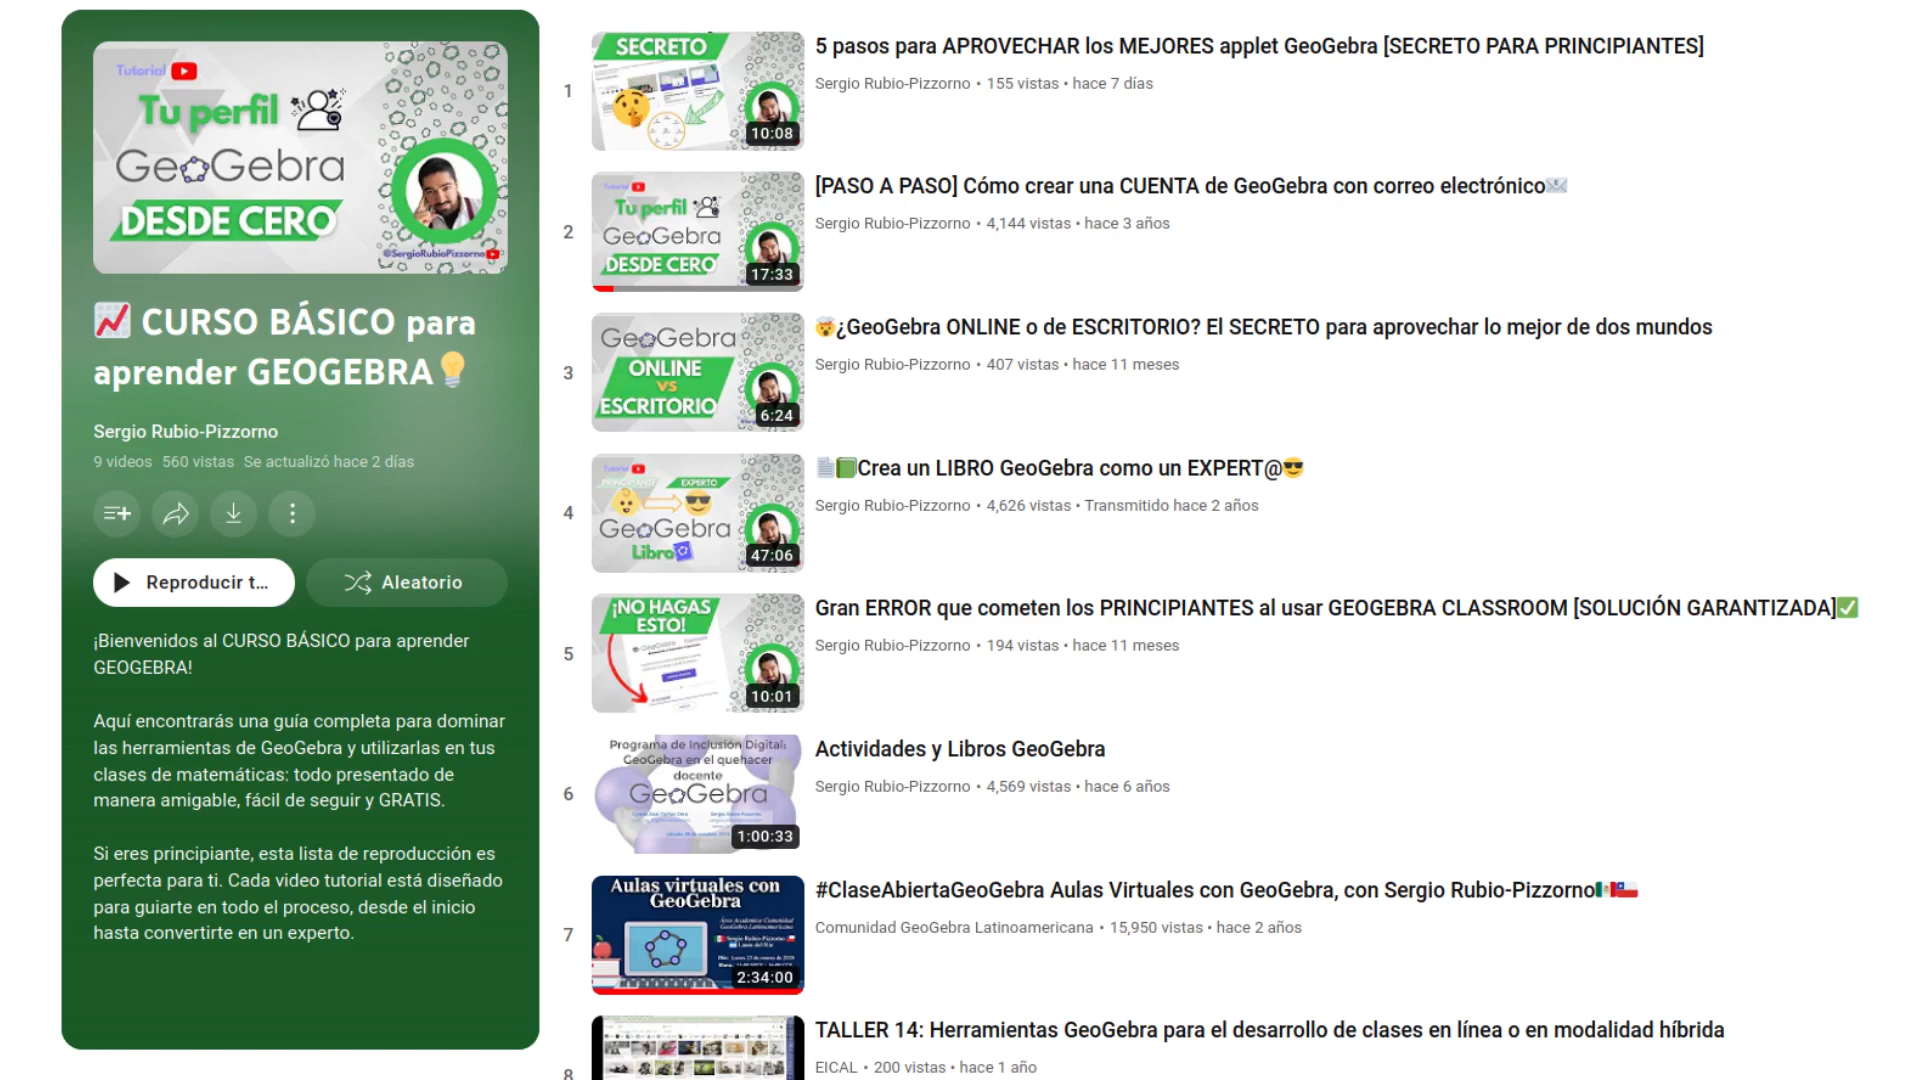 Tutorial
Tu perfil
GeoGebra
DESDE CERO
@SergioRubioPizzorno
CURSO BÁSICO para
aprender GEOGEBRA
Sergio Rubio-Pizzorno
9 videos 560 vistas Se actualizó hace 2 días
Reproducir t...
Aleatorio
¡Bienvenidos al CURSO BÁSICO para aprender
GEOGEBRA!
Aquí encontrarás una guía completa para dominar
las herramientas de GeoGebra y utilizarlas en tus
clases de matemáticas: todo presentado de
manera amigable, fácil de seguir y GRATIS.
Si eres principiante, esta lista de reproducción es
perfecta para ti. Cada video tutorial está diseñado
para guiarte en todo el proceso, desde el inicio
hasta convertirte en un experto.
1
SECRETO
10:08
5 pasos para APROVECHAR los MEJORES applet GeoGebra [SECRETO PARA PRINCIPIANTES]
Sergio Rubio-Pizzorno • 155 vistas • hace 7 días
2
Tutorial
Tu perfil
GeoGebra
DESDE CERO
17:33
[PASO A PASO] Cómo crear una CUENTA de GeoGebra con correo electrónico
Sergio Rubio-Pizzorno • 4,144 vistas • hace 3 años
3
GeoGebra
ONLINE
VS
ESCRITORIO
6:24
¿GeoGebra ONLINE o de ESCRITORIO? El SECRETO para aprovechar lo mejor de dos mundos
Sergio Rubio-Pizzorno • 407 vistas • hace 11 meses
4
Tutorial
PRINCIPIANTE
EXPERTO
GeoGebra
Libro
47:06
Crea un LIBRO GeoGebra como un EXPERT@
Sergio Rubio-Pizzorno • 4,626 vistas • Transmitido hace 2 años
5
¡NO HAGAS
ESTO!
10:01
Gran ERROR que cometen los PRINCIPIANTES al usar GEOGEBRA CLASSROOM [SOLUCIÓN GARANTIZADA]
Sergio Rubio-Pizzorno • 194 vistas • hace 11 meses
6
Programa de Inclusión Digital:
GeoGebra en el quehacer
docente
GeoGebra
1:00:33
Actividades y Libros GeoGebra
Sergio Rubio-Pizzorno • 4,569 vistas • hace 6 años
7
Aulas virtuales con
GeoGebra
Área Académica Comunidad
GeoGebra Latinoamericana
Sergio Rubio-Pizzorno
2:34:00
#ClaseAbiertaGeoGebra Aulas Virtuales con GeoGebra, con Sergio Rubio-Pizzorno
Comunidad GeoGebra Latinoamericana • 15,950 vistas • hace 2 años
8
TALLER 14: Herramientas GeoGebra para el desarrollo de clases en línea o en modalidad híbrida
EICAL • 200 vistas • hace 1 año